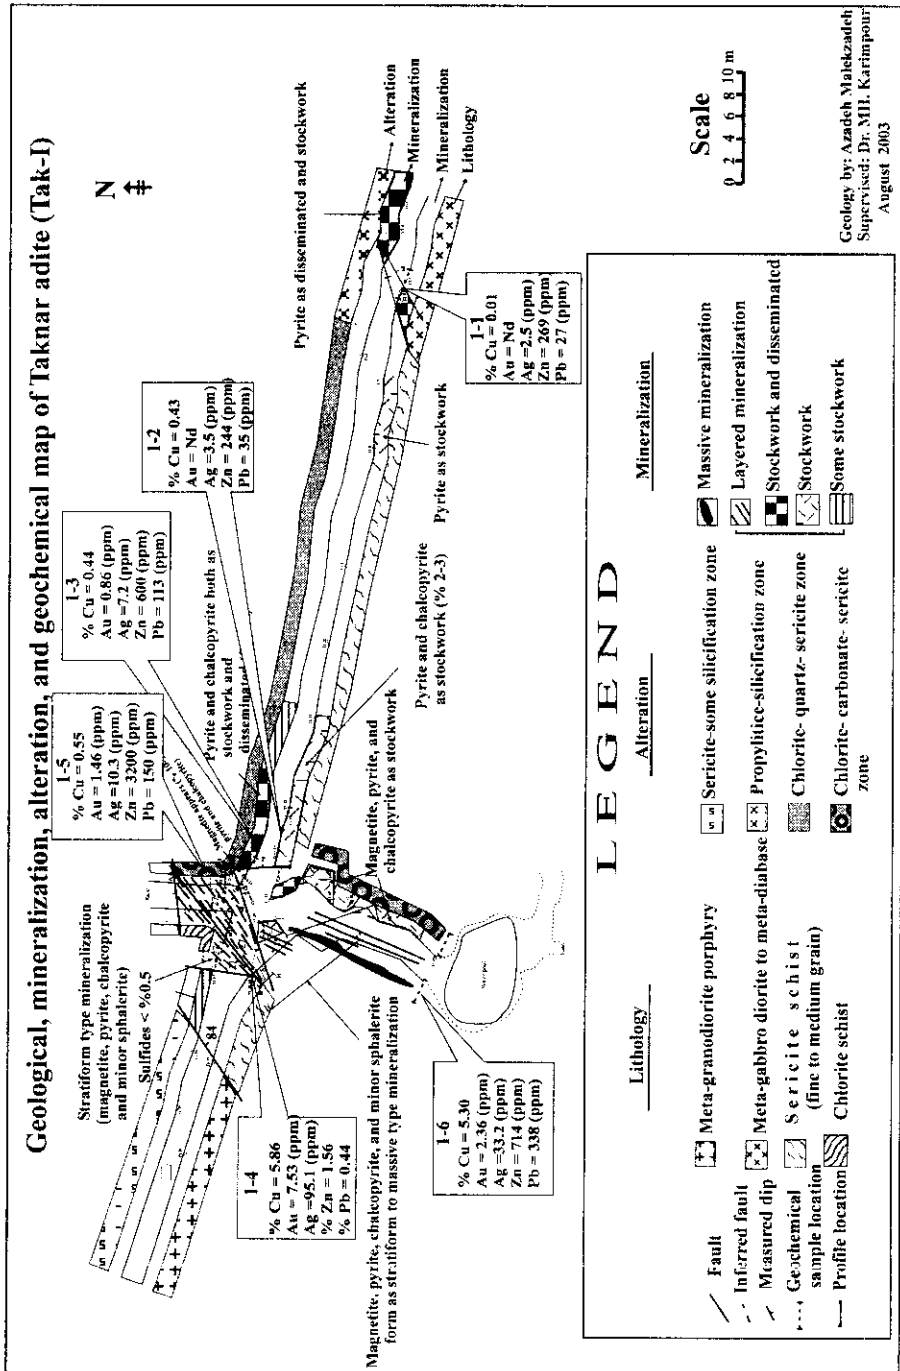 Geological, mineralization, alteration, and geochemical map of Taknar adite (Tak-I)
N
Stratiform type mineralization
(magnetite, pyrite, chalcopyrite
and minor sphalerite)
Sulfides < %0.5
84
1-5
% Cu = 0.55
Au = 1.46 (ppm)
Ag =10.3 (ppm)
Zn = 3200 (ppm)
Pb = 150 (ppm)
1-3
% Cu = 0.44
Au = 0.86 (ppm)
Ag =7.2 (ppm)
Zn = 600 (ppm)
Pb = 113 (ppm)
1-2
% Cu = 0.43
Au = Nd
Ag =3.5 (ppm)
Zn = 244 (ppm)
Pb = 35 (ppm)
pyrite and chalcopyrite)
Pyrite and chalcopyrite both as
stockwork and
disseminated
Pyrite as disseminated and stockwork
Alteration
Mineralization
Mineralization
Lithology
1-4
% Cu = 5.86
Au = 7.53 (ppm)
Ag =95.1 (ppm)
% Zn = 1.56
% Pb = 0.44
Magnetite, pyrite, chalcopyrite, and minor sphalerite
form as stratiform to massive type mineralization
1-6
% Cu = 5.30
Au = 2.36 (ppm)
Ag =33.2 (ppm)
Zn = 714 (ppm)
Pb = 338 (ppm)
Magnetite, pyrite, and
chalcopyrite as stockwork
Pyrite and chalcopyrite
as stockwork (% 2-3)
Pyrite as stockwork
1-1
% Cu = 0.01
Au = Nd
Ag =2.5 (ppm)
Zn = 269 (ppm)
Pb = 27 (ppm)
Scale
0 2 4 6 8 10 m
LEGEND
Lithology
Alteration
Mineralization
Fault
Inferred fault
Measured dip
Geochemical
sample location
Profile location
Meta-granodiorite porphyry
Meta-gabbro diorite to meta-diabase
Sericite schist
(finc to medium grain)
Chlorite schist
Sericite-some silicification zone
Propylitice-silicification zone
Chlorite- quartz- sericite zone
Chlorite- carbonate- sericite
zone
Massive mineralization
Layered mineralization
Stockwork and disseminated
Stockwork
Some stockwork
Geology by: Azadeh Malekzadeh
Supervised: Dr. MH. Karimpour
August 2003